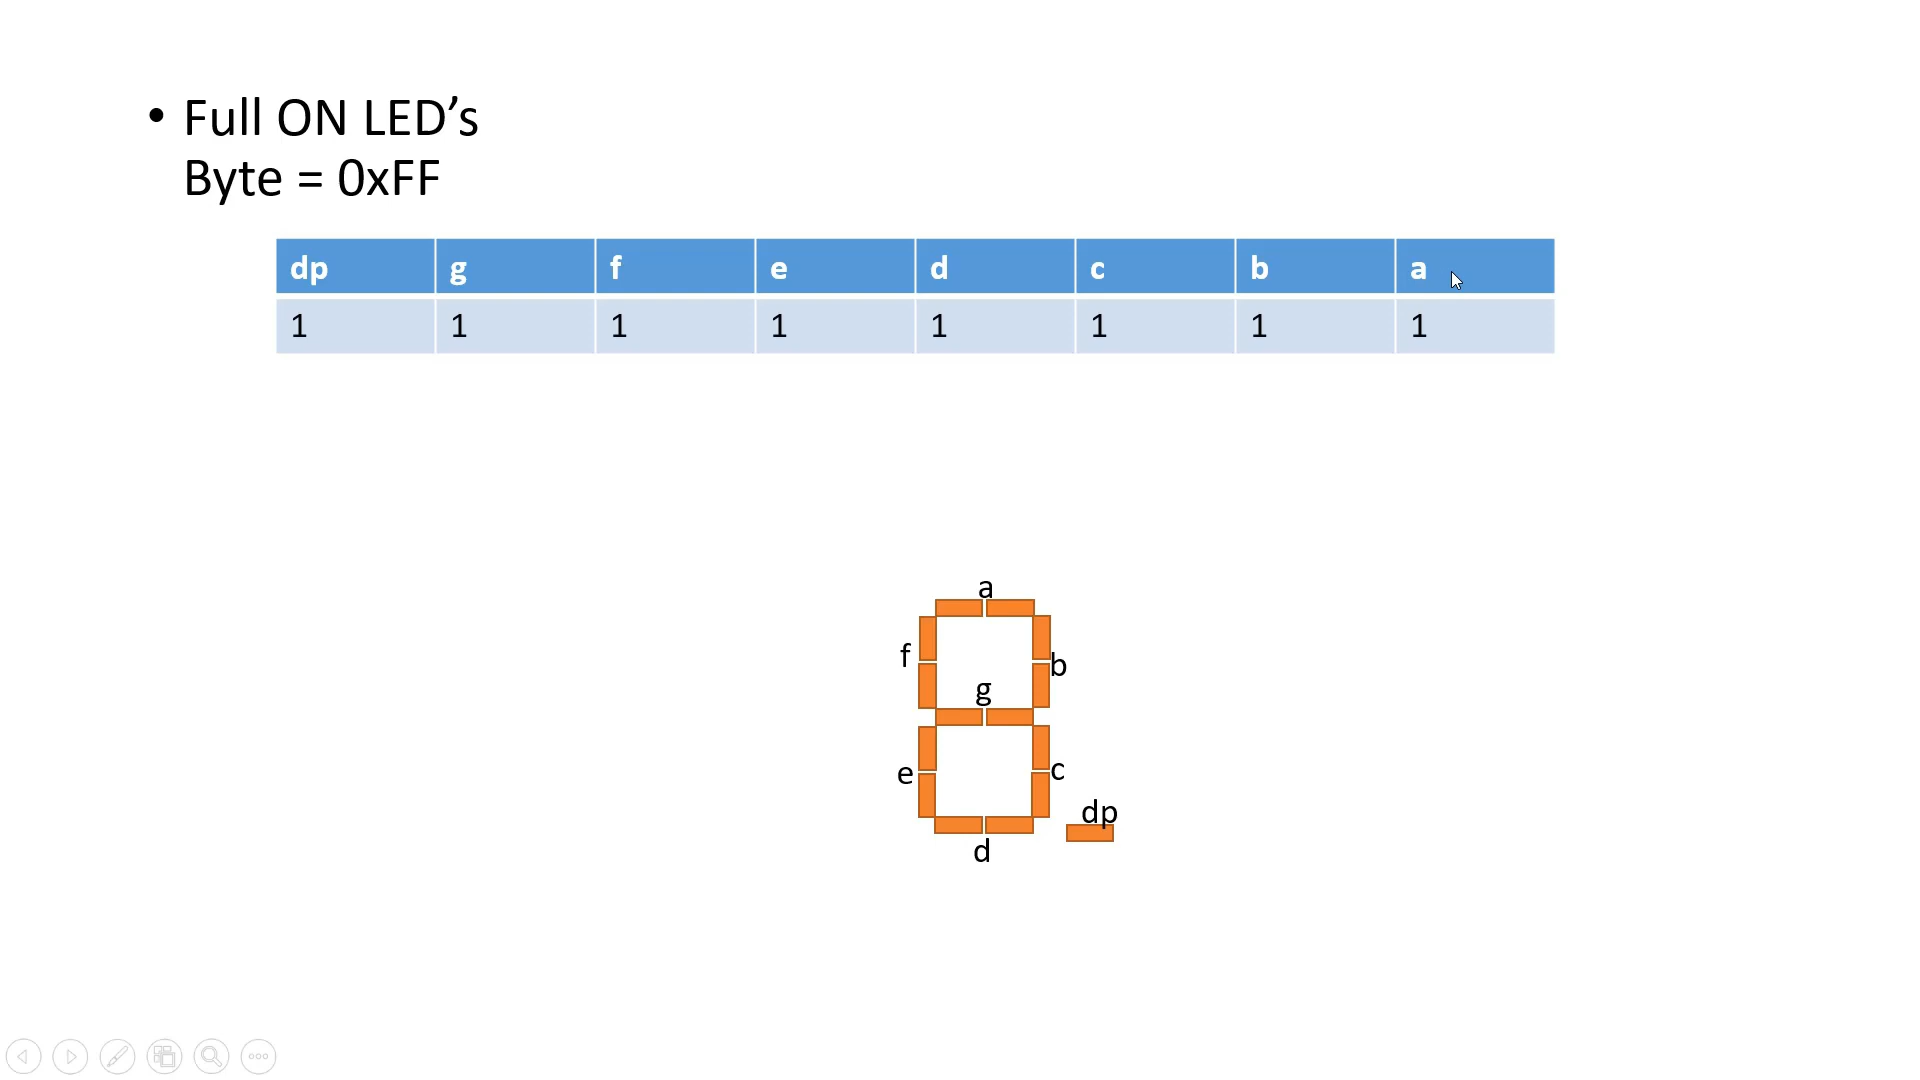 • Full ON LED’s
Byte = 0xFF
dp g f e d c b a
1 1 1 1 1 1 1 1
a
f
b
g
e
c
dp
d